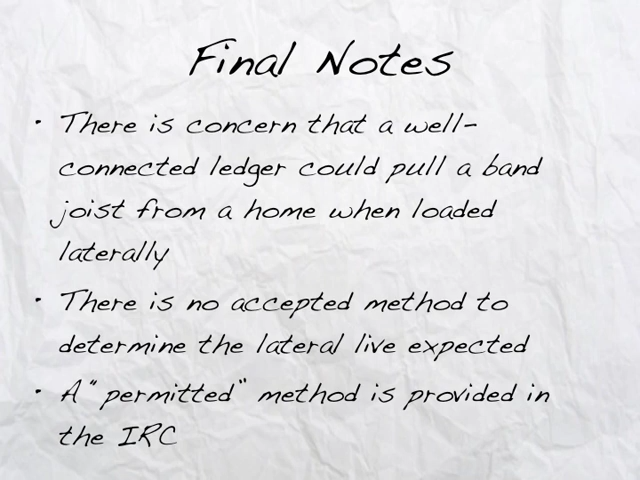 Final Notes
• There is concern that a well-
connected ledger could pull a band
joist from a home when loaded
laterally
• There is no accepted method to
determine the lateral live expected
• A "permitted" method is provided in
the IRC